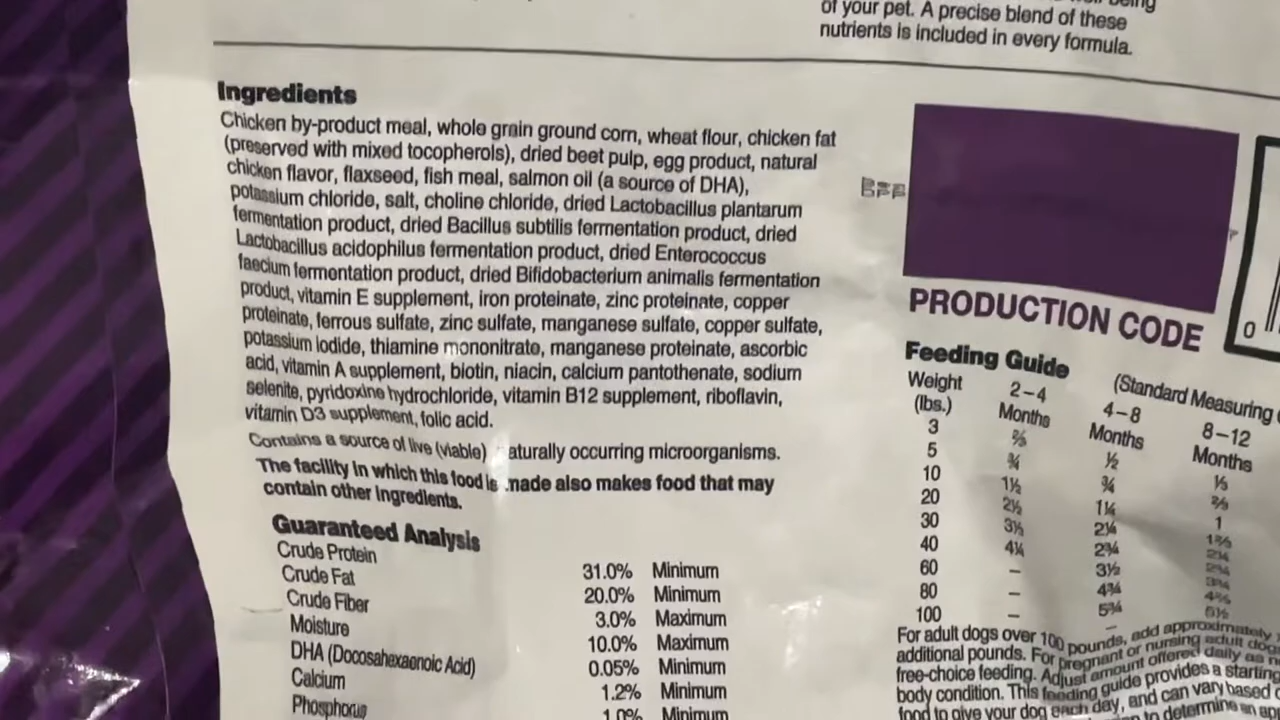 of your pet. A precise blend of these
nutrients is included in every formula.
Ingredients
Chicken by-product meal, whole grain ground corn, wheat flour, chicken fat
(preserved with mixed tocopherols), dried beet pulp, egg product, natural
chicken flavor, flaxseed, fish meal, salmon oil (a source of DHA),
potassium chloride, salt, choline chloride, dried Lactobacillus plantarum
fermentation product, dried Bacillus subtilis fermentation product, dried
Lactobacillus acidophilus fermentation product, dried Enterococcus
faecium fermentation product, dried Bifidobacterium animalis fermentation
product, vitamin E supplement, iron proteinate, zinc proteinate, copper
proteinate, ferrous sulfate, zinc sulfate, manganese sulfate, copper sulfate,
potassium iodide, thiamine mononitrate, manganese proteinate, ascorbic
acid, vitamin A supplement, biotin, niacin, calcium pantothenate, sodium
selenite, pyridoxine hydrochloride, vitamin B12 supplement, riboflavin,
vitamin D3 supplement, folic acid.
Contains a source of live (viable) aturally occurring microorganisms.
The facility in which this food is made also makes food that may
contain other ingredients.
Guaranteed Analysis
Crude Protein 31.0% Minimum
Crude Fat 20.0% Minimum
Crude Fiber 3.0% Maximum
Moisture 10.0% Maximum
DHA (Docosahexaenoic Acid) 0.05% Minimum
Calcium 1.2% Minimum
Phosphorus 1.0% Minimum
PRODUCTION CODE
0
Feeding Guide
(Standard Measuring
Weight
(lbs.)
2-4
Months
4-8
Months
8-12
Months
3 ⅔ ½ ⅓
5 ¾ ¾ ⅔
10 1½ 1¼ 1
20 2½ 2¼
30 3½ 2¾
40 4¼ 3½
60 – 4¾
80 – 5¾
100 – –
For adult dogs over 100 pounds, add approximately
additional pounds. For pregnant or nursing adult dogs
free-choice feeding. Adjust amount offered daily as
body condition. This feeding guide provides a starting
food to give your dog each day, and can vary based
to determine an